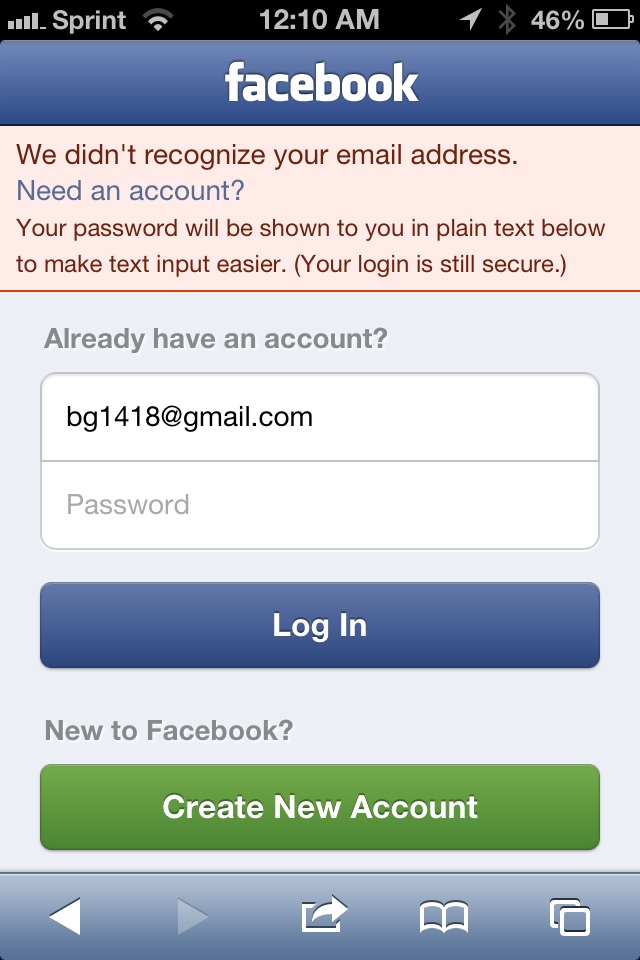 Sprint 12:10 AM 46%
facebook
We didn't recognize your email address.
Need an account?
Your password will be shown to you in plain text below
to make text input easier. (Your login is still secure.)
Already have an account?
bg1418@gmail.com
Password
Log In
New to Facebook?
Create New Account